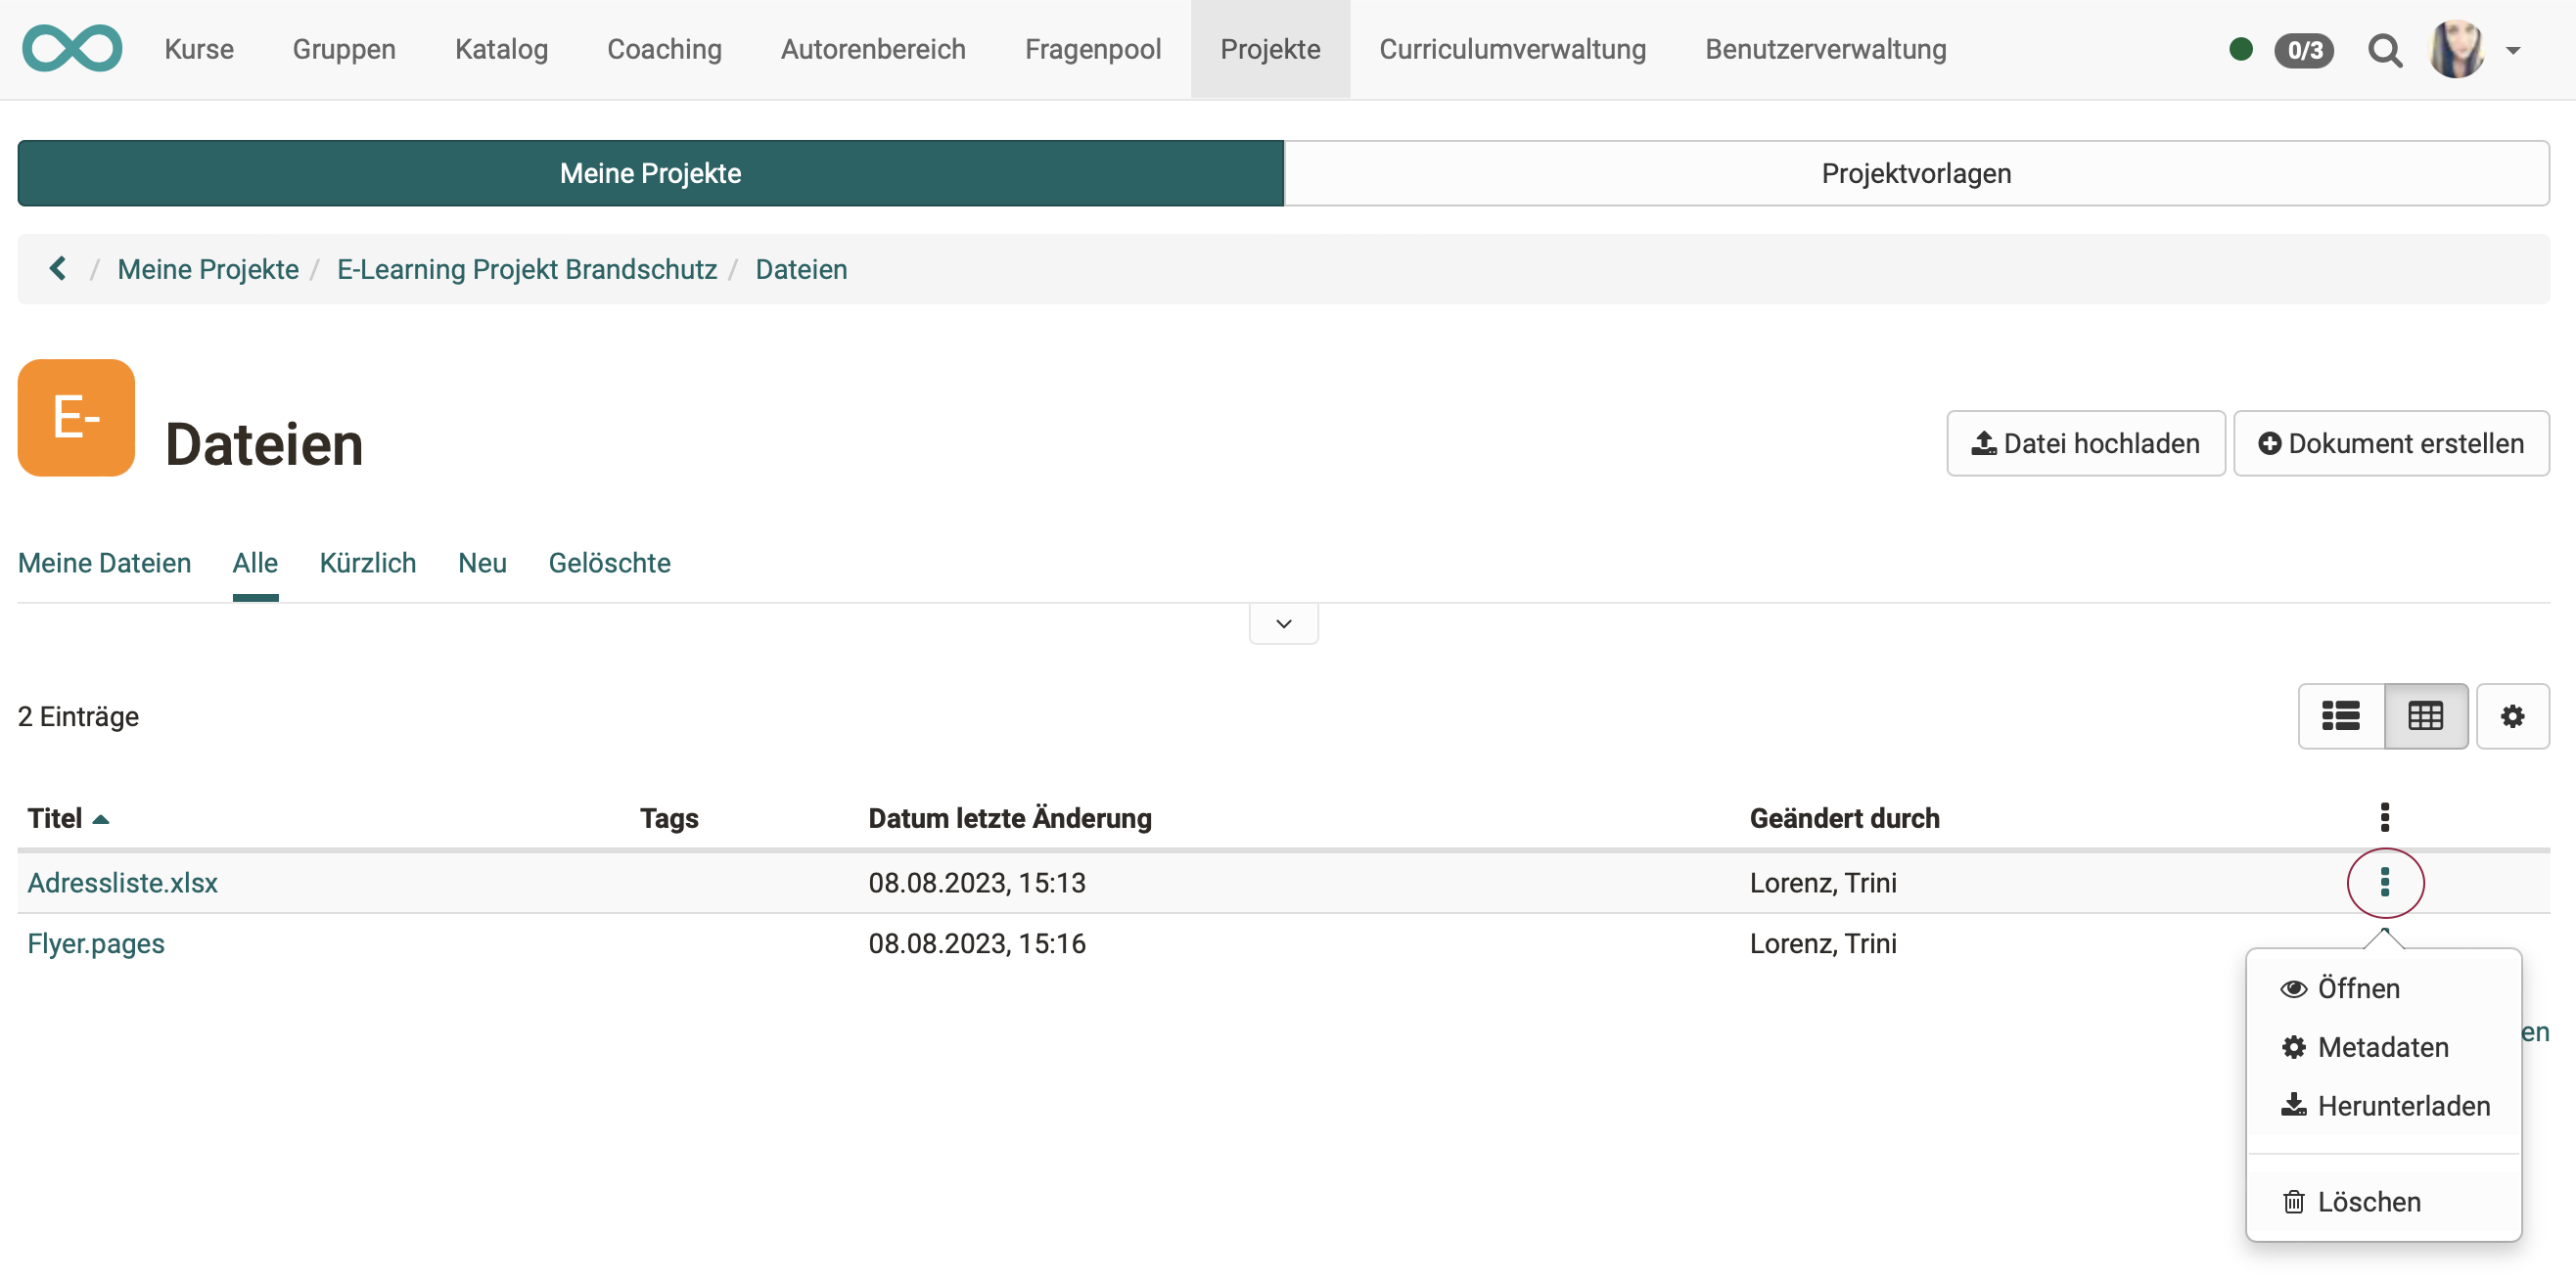 Kurse Gruppen Katalog Coaching Autorenbereich Fragenpool Projekte Curriculumverwaltung Benutzerverwaltung 0/3
Meine Projekte Projektvorlagen
/ Meine Projekte / E-Learning Projekt Brandschutz / Dateien
E-
Dateien
Datei hochladen Dokument erstellen
Meine Dateien Alle Kürzlich Neu Gelöschte
2 Einträge
Titel Tags Datum letzte Änderung Geändert durch
Adressliste.xlsx 08.08.2023, 15:13 Lorenz, Trini
Flyer.pages 08.08.2023, 15:16 Lorenz, Trini
Öffnen
en
Metadaten
Herunterladen
Löschen